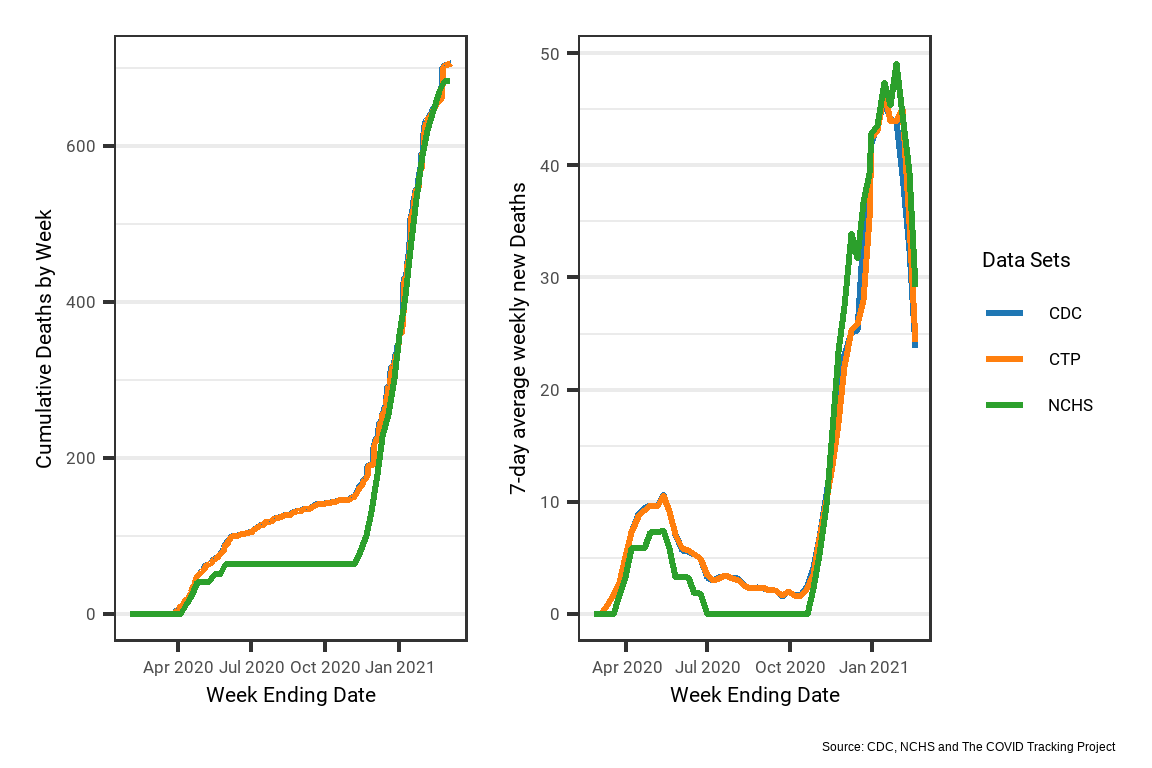 Cumulative Deaths by Week
600
400
200
0
Apr 2020 Jul 2020 Oct 2020 Jan 2021
Week Ending Date
7-day average weekly new Deaths
50
40
30
20
10
0
Apr 2020 Jul 2020 Oct 2020 Jan 2021
Week Ending Date
Data Sets
CDC
CTP
NCHS
Source: CDC, NCHS and The COVID Tracking Project